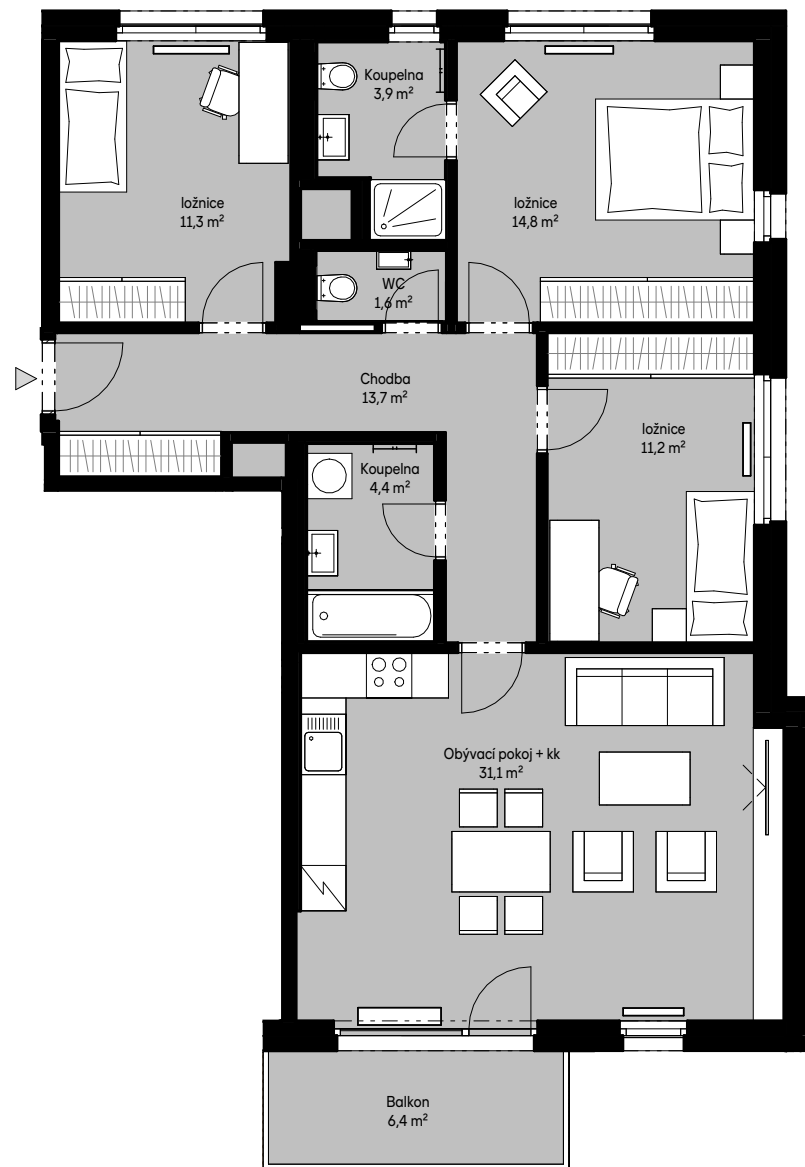 Koupelna
3,9 m²
ložnice
11,3 m²
ložnice
14,8 m²
WC
1,6 m²
Chodba
13,7 m²
ložnice
11,2 m²
Koupelna
4,4 m²
Obývací pokoj + kk
31,1 m²
Balkon
6,4 m²